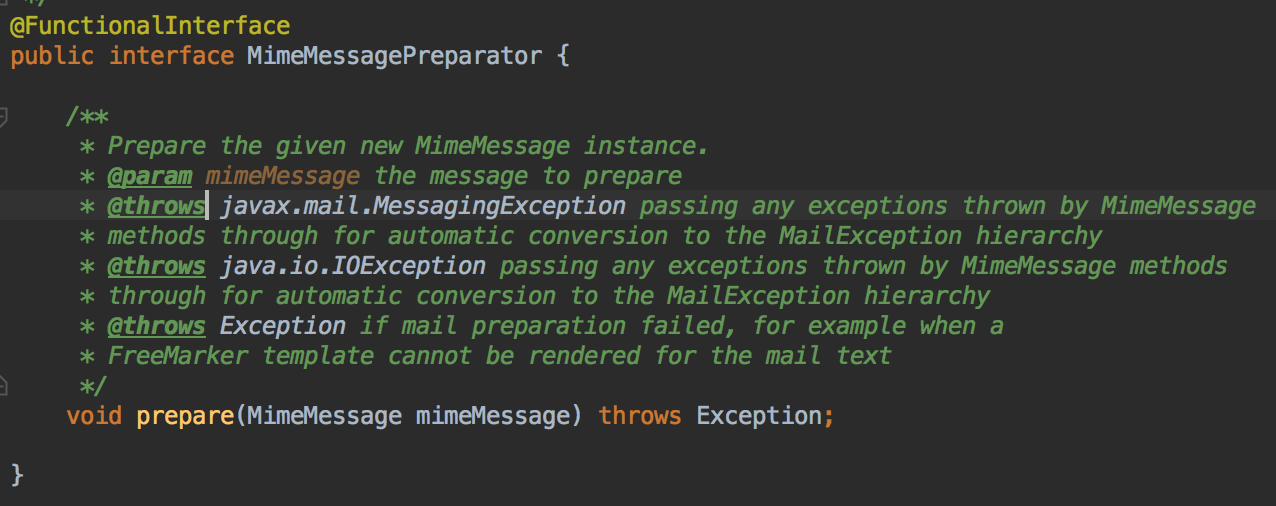 */
@FunctionalInterface
public interface MimeMessagePreparator {
/**
* Prepare the given new MimeMessage instance.
* @param mimeMessage the message to prepare
* @throws javax.mail.MessagingException passing any exceptions thrown by MimeMessage
* methods through for automatic conversion to the MailException hierarchy
* @throws java.io.IOException passing any exceptions thrown by MimeMessage methods
* through for automatic conversion to the MailException hierarchy
* @throws Exception if mail preparation failed, for example when a
* FreeMarker template cannot be rendered for the mail text
*/
void prepare(MimeMessage mimeMessage) throws Exception;
}